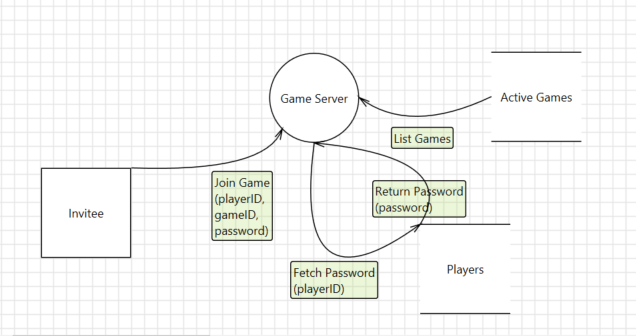 Game Server
Active Games
List Games
Join Game
(playerID,
gameID,
password)
Return Password
(password)
Invitee
Fetch Password
(playerID)
Players